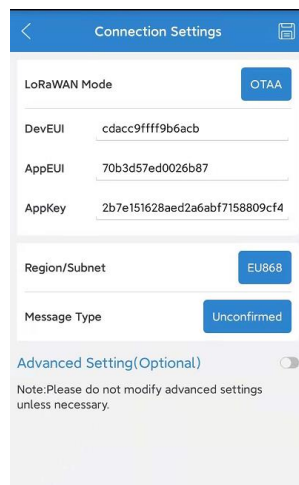 Connection Settings
LoRaWAN Mode
OTAA
DevEUI
cdacc9ffff9b6acb
AppEUI
70b3d57ed0026b87
AppKey
2b7e151628aed2a6abf7158809cf4
Region/Subnet
EU868
Message Type
Unconfirmed
Advanced Setting(Optional)
Note:Please do not modify advanced settings
unless necessary.